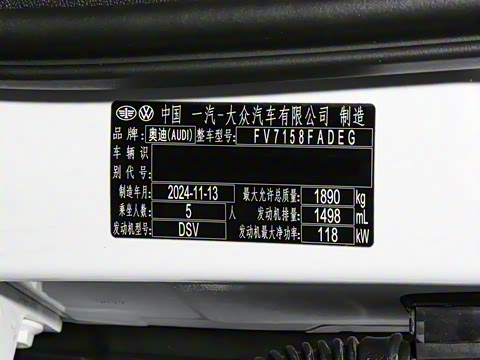 中国 一汽-大众汽车有限公司 制造
品牌: 奥迪(AUDI) 整车型号: FV7158FADEG
车辆识
别代号:
制造年月: 2024-11-13 最大允许总质量: 1890 kg
乘坐人数: 5 人 发动机排量: 1498 mL
发动机型号: DSV 发动机最大净功率: 118 kW